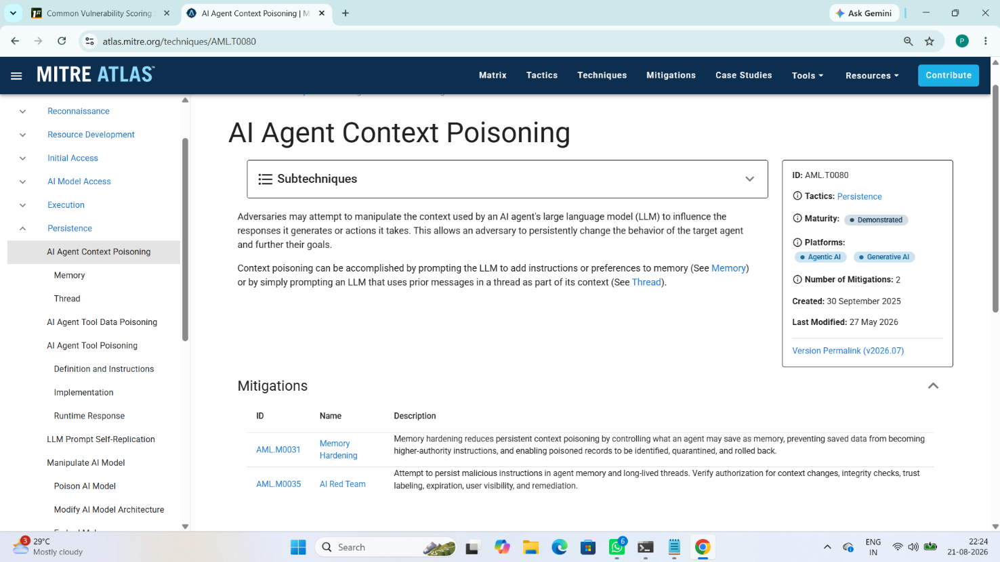 Common Vulnerability Scoring
AI Agent Context Poisoning | M
Ask Gemini
atlas.mitre.org/techniques/AML.T0080
P
MITRE ATLAS™
Matrix
Tactics
Techniques
Mitigations
Case Studies
Tools
Resources
Contribute
Reconnaissance
Resource Development
Initial Access
AI Model Access
Execution
Persistence
AI Agent Context Poisoning
Memory
Thread
AI Agent Tool Data Poisoning
AI Agent Tool Poisoning
Definition and Instructions
Implementation
Runtime Response
LLM Prompt Self-Replication
Manipulate AI Model
Poison AI Model
Modify AI Model Architecture
AI Agent Context Poisoning
Subtechniques
Adversaries may attempt to manipulate the context used by an AI agent's large language model (LLM) to influence the
responses it generates or actions it takes. This allows an adversary to persistently change the behavior of the target agent
and further their goals.
Context poisoning can be accomplished by prompting the LLM to add instructions or preferences to memory (See Memory)
or by simply prompting an LLM that uses prior messages in a thread as part of its context (See Thread).
ID: AML.T0080
Tactics: Persistence
Maturity: Demonstrated
Platforms:
Agentic AI Generative AI
Number of Mitigations: 2
Created: 30 September 2025
Last Modified: 27 May 2026
Version Permalink (v2026.07)
Mitigations
ID Name Description
AML.M0031
Memory
Hardening
Memory hardening reduces persistent context poisoning by controlling what an agent may save as memory, preventing saved data from becoming
higher-authority instructions, and enabling poisoned records to be identified, quarantined, and rolled back.
AML.M0035
AI Red Team
Attempt to persist malicious instructions in agent memory and long-lived threads. Verify authorization for context changes, integrity checks, trust
labeling, expiration, user visibility, and remediation.
3
29°C
Mostly cloudy
Search
6
ENG
IN
22:24
21-08-2026